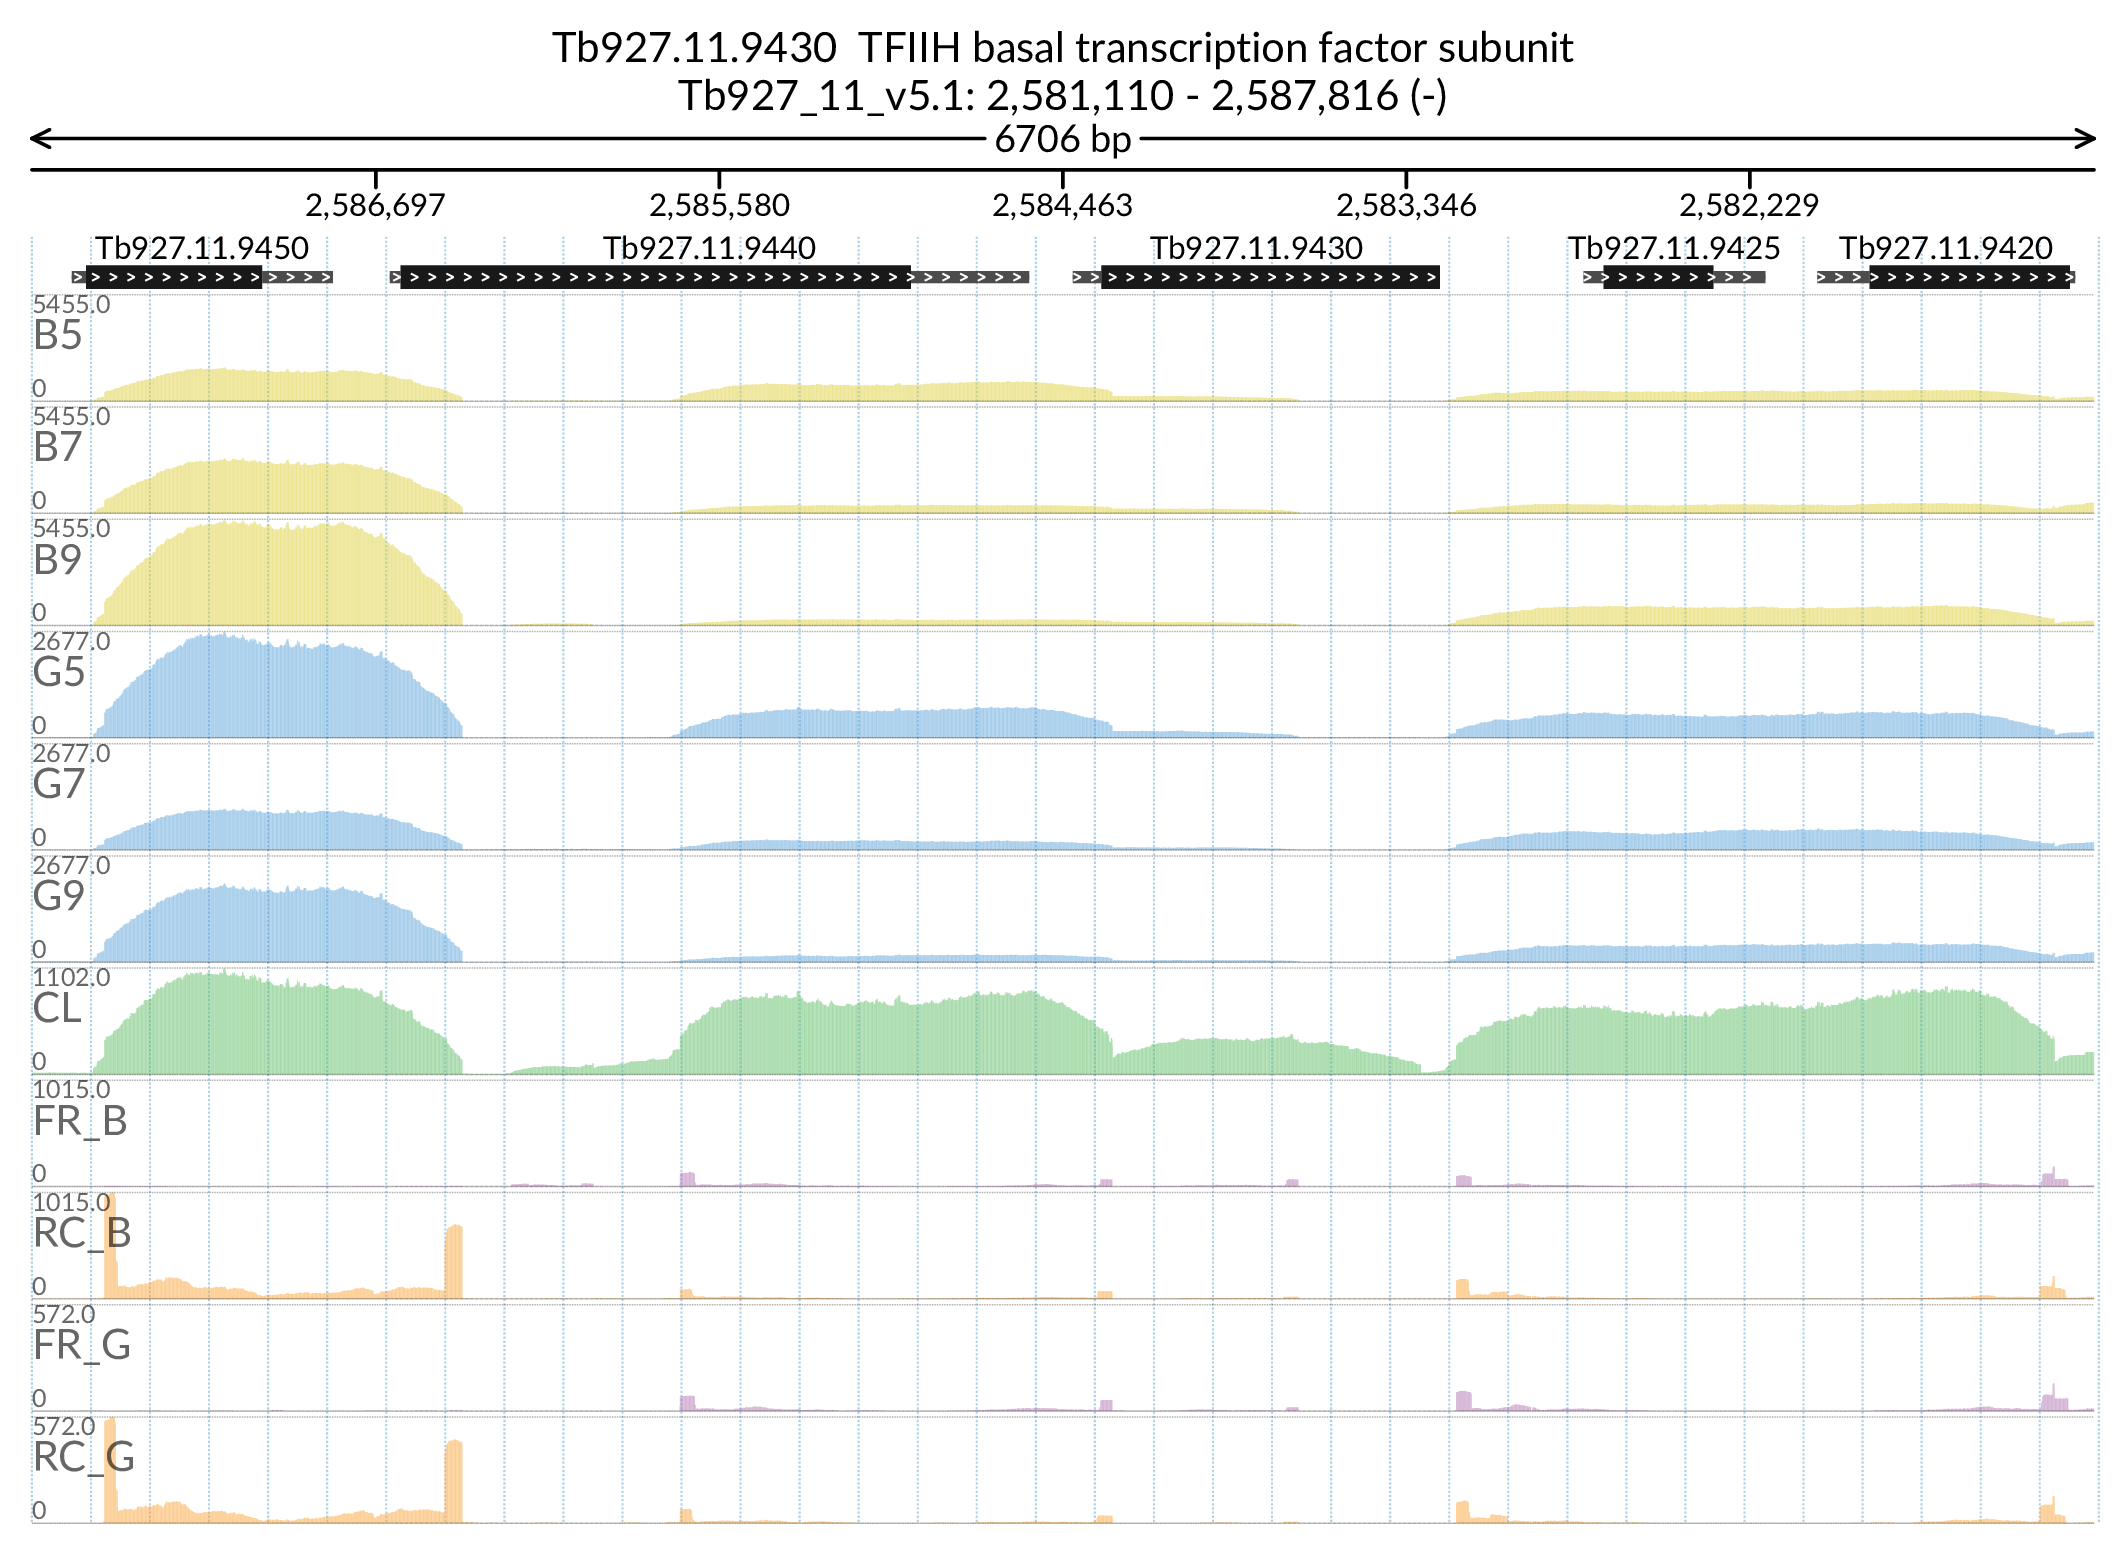 Tb927.11.9430  TFIIH basal transcription factor subunit
Tb927_11_v5.1: 2,581,110 - 2,587,816 (-)
6706 bp
2,586,697 2,585,580 2,584,463 2,583,346 2,582,229
Tb927.11.9450 Tb927.11.9440 Tb927.11.9430 Tb927.11.9425 Tb927.11.9420
5455.0
B5
0
5455.0
B7
0
5455.0
B9
0
2677.0
G5
0
2677.0
G7
0
2677.0
G9
0
1102.0
CL
0
1015.0
FR_B
0
1015.0
RC_B
0
572.0
FR_G
0
572.0
RC_G
0